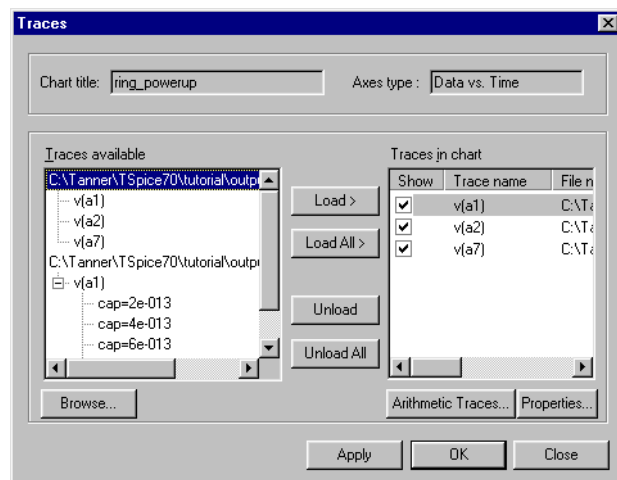 Traces
Chart title: ring_powerup Axes type : Data vs. Time
Traces available
C:\Tanner\TSpice70\tutorial\outpu
v(a1)
v(a2)
v(a7)
C:\Tanner\TSpice70\tutorial\outpu
v(a1)
cap=2e-013
cap=4e-013
cap=6e-013
Browse...
Load >
Load All >
Unload
Unload All
Traces in chart
Show Trace name File n
v(a1) C:\Ta
v(a2) C:\Ta
v(a7) C:\Ta
Arithmetic Traces... Properties...
Apply OK Close